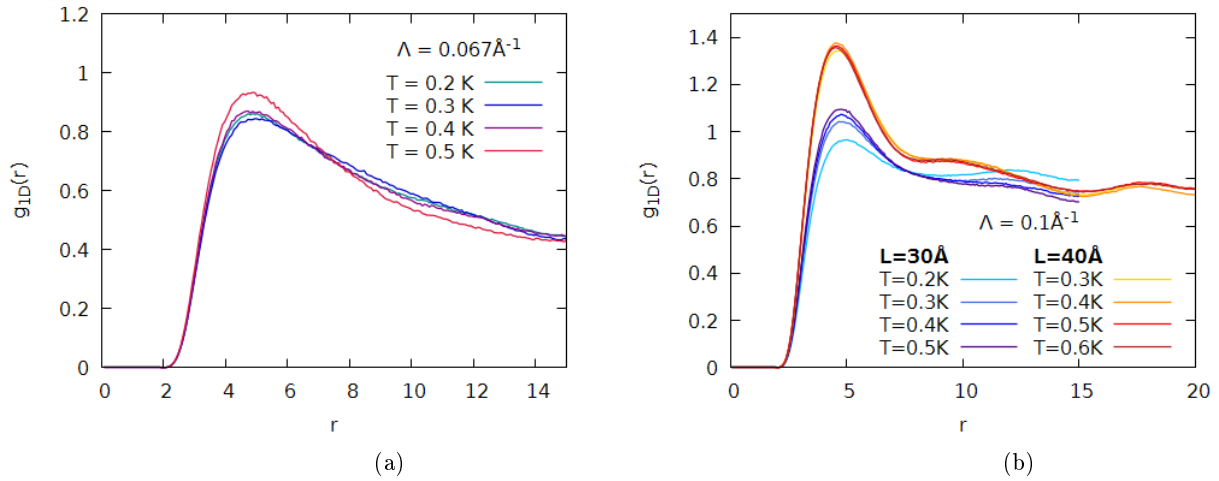 1.2
1
0.8
0.6
0.4
0.2
0
g1D(r)
Λ = 0.067Å-1
T = 0.2 K
T = 0.3 K
T = 0.4 K
T = 0.5 K
0 2 4 6 8 10 12 14
r
(a)
1.4
1.2
1
0.8
0.6
0.4
0.2
0
g1D(r)
Λ = 0.1Å-1
L=30Å L=40Å
T=0.2K T=0.3K
T=0.3K T=0.4K
T=0.4K T=0.5K
T=0.5K T=0.6K
0 5 10 15 20
r
(b)